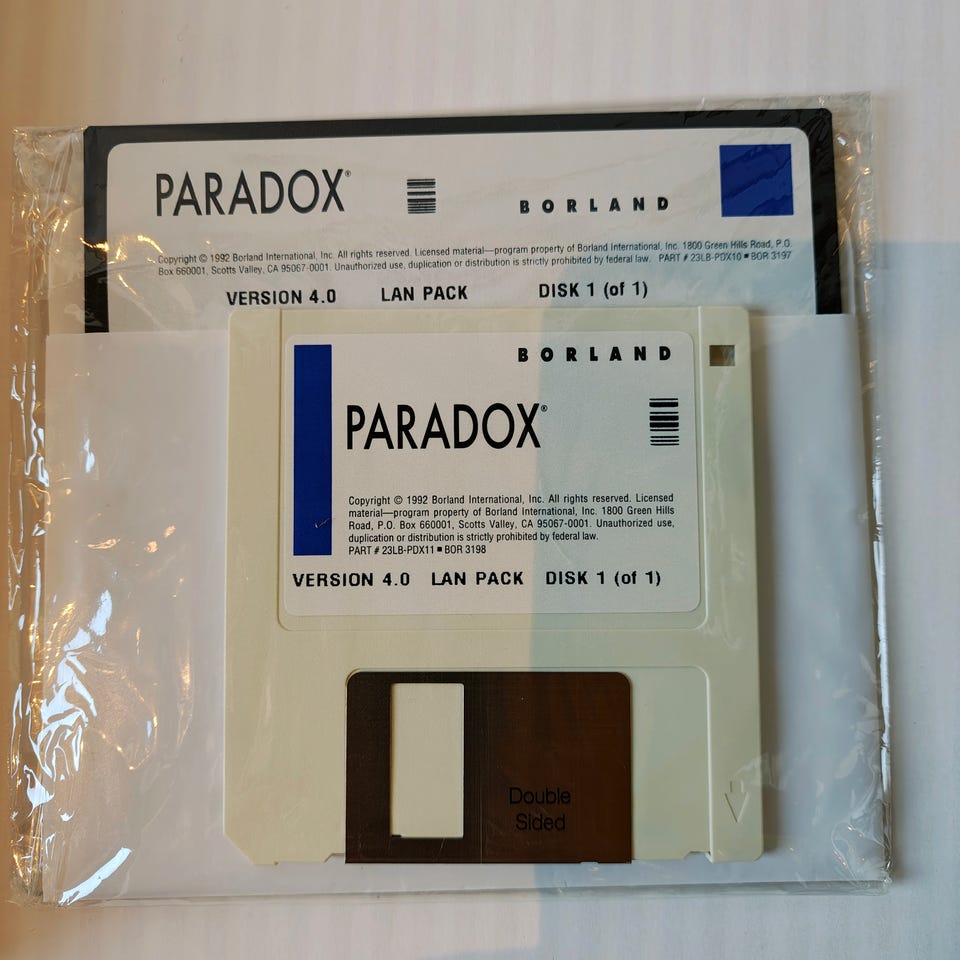 PARADOX® BORLAND
Copyright © 1992 Borland International, Inc. All rights reserved. Licensed material—program property of Borland International, Inc. 1800 Green Hills Road, P.O.
Box 660001, Scotts Valley, CA 95067-0001. Unauthorized use, duplication or distribution is strictly prohibited by federal law. PART # 23LB-PDX10 ■ BOR 3197
VERSION 4.0 LAN PACK DISK 1 (of 1)
BORLAND
PARADOX®
Copyright © 1992 Borland International, Inc. All rights reserved. Licensed
material—program property of Borland International, Inc. 1800 Green Hills
Road, P.O. Box 660001, Scotts Valley, CA 95067-0001. Unauthorized use,
duplication or distribution is strictly prohibited by federal law.
PART # 23LB-PDX11 ■ BOR 3198
VERSION 4.0 LAN PACK DISK 1 (of 1)
Double
Sided